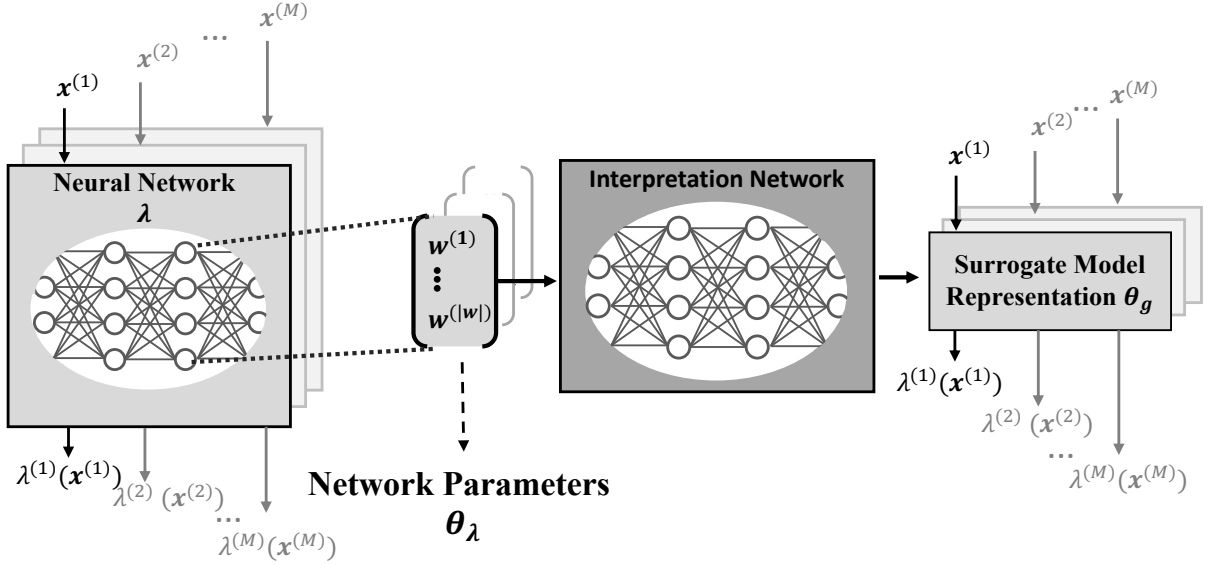 x^(1)
x^(2)
...
x^(M)
Neural Network
λ
λ^(1)(x^(1))
λ^(2) (x^(2))
...
λ^(M)(x^(M))
w^(1)
⋮
w^(|w|)
Network Parameters
θ_λ
Interpretation Network
x^(1)
x^(2)
...
x^(M)
Surrogate Model
Representation θ_g
λ^(1)(x^(1))
λ^(2) (x^(2))
...
λ^(M)(x^(M))